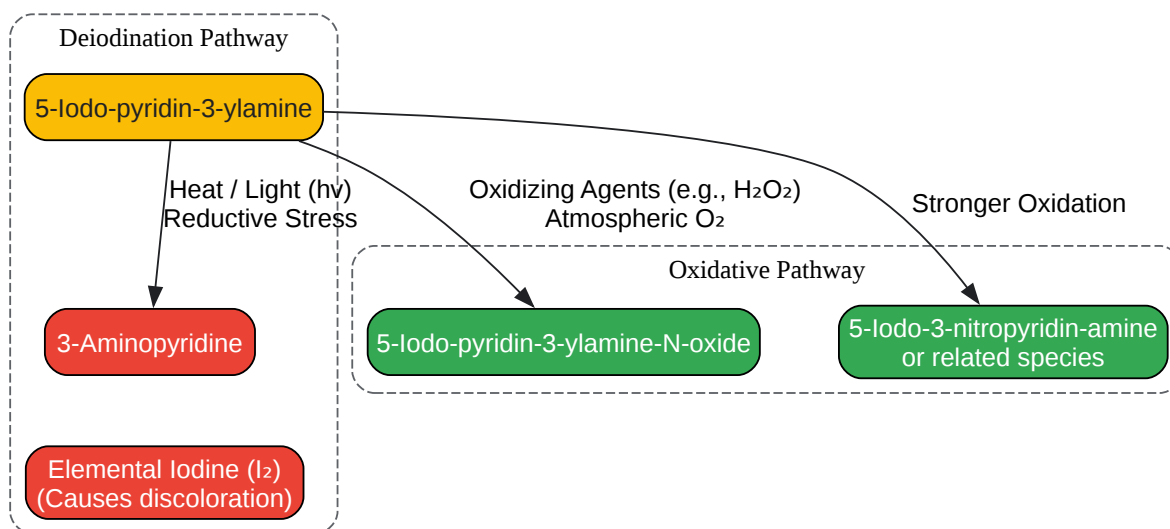 Deiodination Pathway
5-Iodo-pyridin-3-ylamine
Heat / Light (hv)
Reductive Stress
Oxidizing Agents (e.g., H₂O₂)
Atmospheric O₂
Stronger Oxidation
Oxidative Pathway
3-Aminopyridine
5-Iodo-pyridin-3-ylamine-N-oxide
5-Iodo-3-nitropyridin-amine
or related species
Elemental Iodine (I₂)
(Causes discoloration)